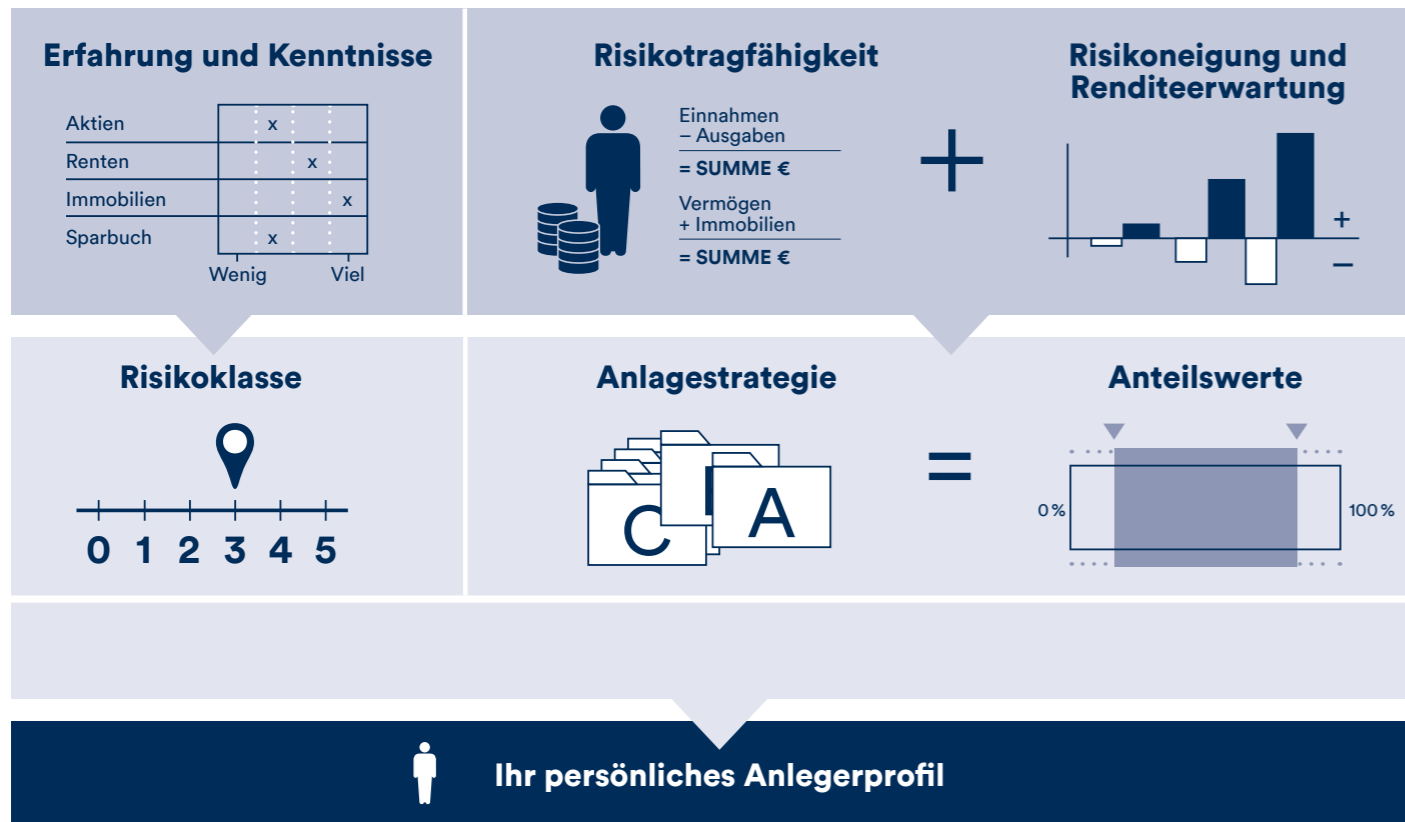 Erfahrung und Kenntnisse
Aktien x
Renten x
Immobilien x
Sparbuch x
Wenig Viel
Risikotragfähigkeit
Einnahmen
– Ausgaben
= SUMME €
Vermögen
+ Immobilien
= SUMME €
+
Risikoneigung und
Renditeerwartung
+
–
Risikoklasse
0 1 2 3 4 5
Anlagestrategie
C A
=
Anteilswerte
0 % 100 %
Ihr persönliches Anlegerprofil